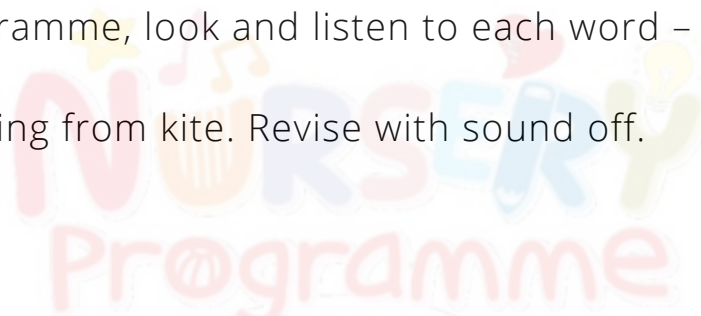 ramme, look and listen to each word –
ing from kite. Revise with sound off.
NURSERY
Programme